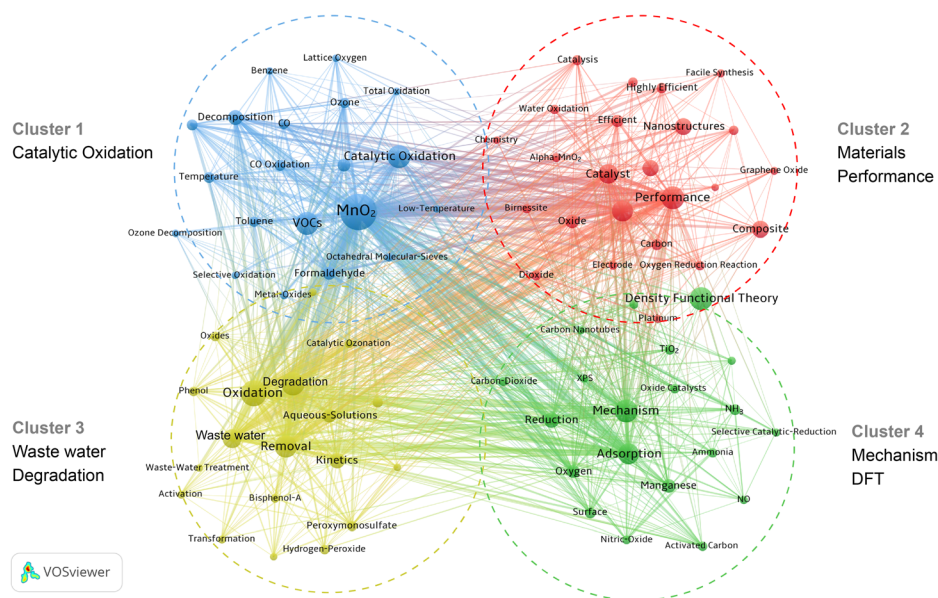 Cluster 1
Catalytic Oxidation
Lattice Oxygen
Benzene
Total Oxidation
Ozone
Decomposition
CO
Catalytic Oxidation
CO Oxidation
Temperature
MnO₂
Low-Temperature
Toluene
VOCs
Ozone Decomposition
Octahedral Molecular-Sieves
Selective Oxidation
Formaldehyde
Metal-Oxides
Cluster 2
Materials
Performance
Catalysis
Facile Synthesis
Highly Efficient
Water Oxidation
Efficient
Nanostructures
Chemistry
Alpha-MnO₂
Catalyst
Graphene Oxide
Performance
Birnessite
Oxide
Composite
Carbon
Electrode
Oxygen Reduction Reaction
Dioxide
Platinum
Cluster 3
Waste water
Degradation
Oxides
Catalytic Ozonation
Phenol
Degradation
Oxidation
Aqueous-Solutions
Waste water
Removal
Kinetics
Waste-Water Treatment
Activation
Bisphenol-A
Peroxymonosulfate
Transformation
Hydrogen-Peroxide
Cluster 4
Mechanism
DFT
Density Functional Theory
Carbon Nanotubes
TiO₂
Carbon-Dioxide
XPS
Oxide Catalysts
Mechanism
NH₃
Reduction
Selective Catalytic-Reduction
Adsorption
Ammonia
Oxygen
Manganese
NO
Surface
Nitric-Oxide
Activated Carbon
VOSviewer